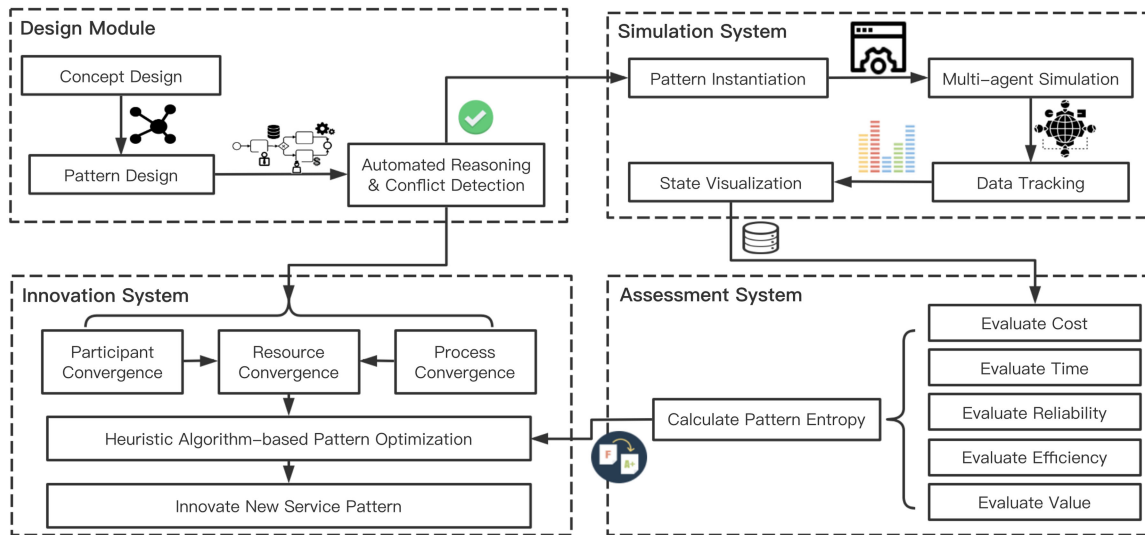 Design Module
Concept Design
Pattern Design
Automated Reasoning
& Conflict Detection
Simulation System
Pattern Instantiation
Multi-agent Simulation
State Visualization
Data Tracking
Innovation System
Participant
Convergence
Resource
Convergence
Process
Convergence
Heuristic Algorithm-based Pattern Optimization
Innovate New Service Pattern
Assessment System
Evaluate Cost
Evaluate Time
Evaluate Reliability
Evaluate Efficiency
Evaluate Value
Calculate Pattern Entropy
F
A+
$